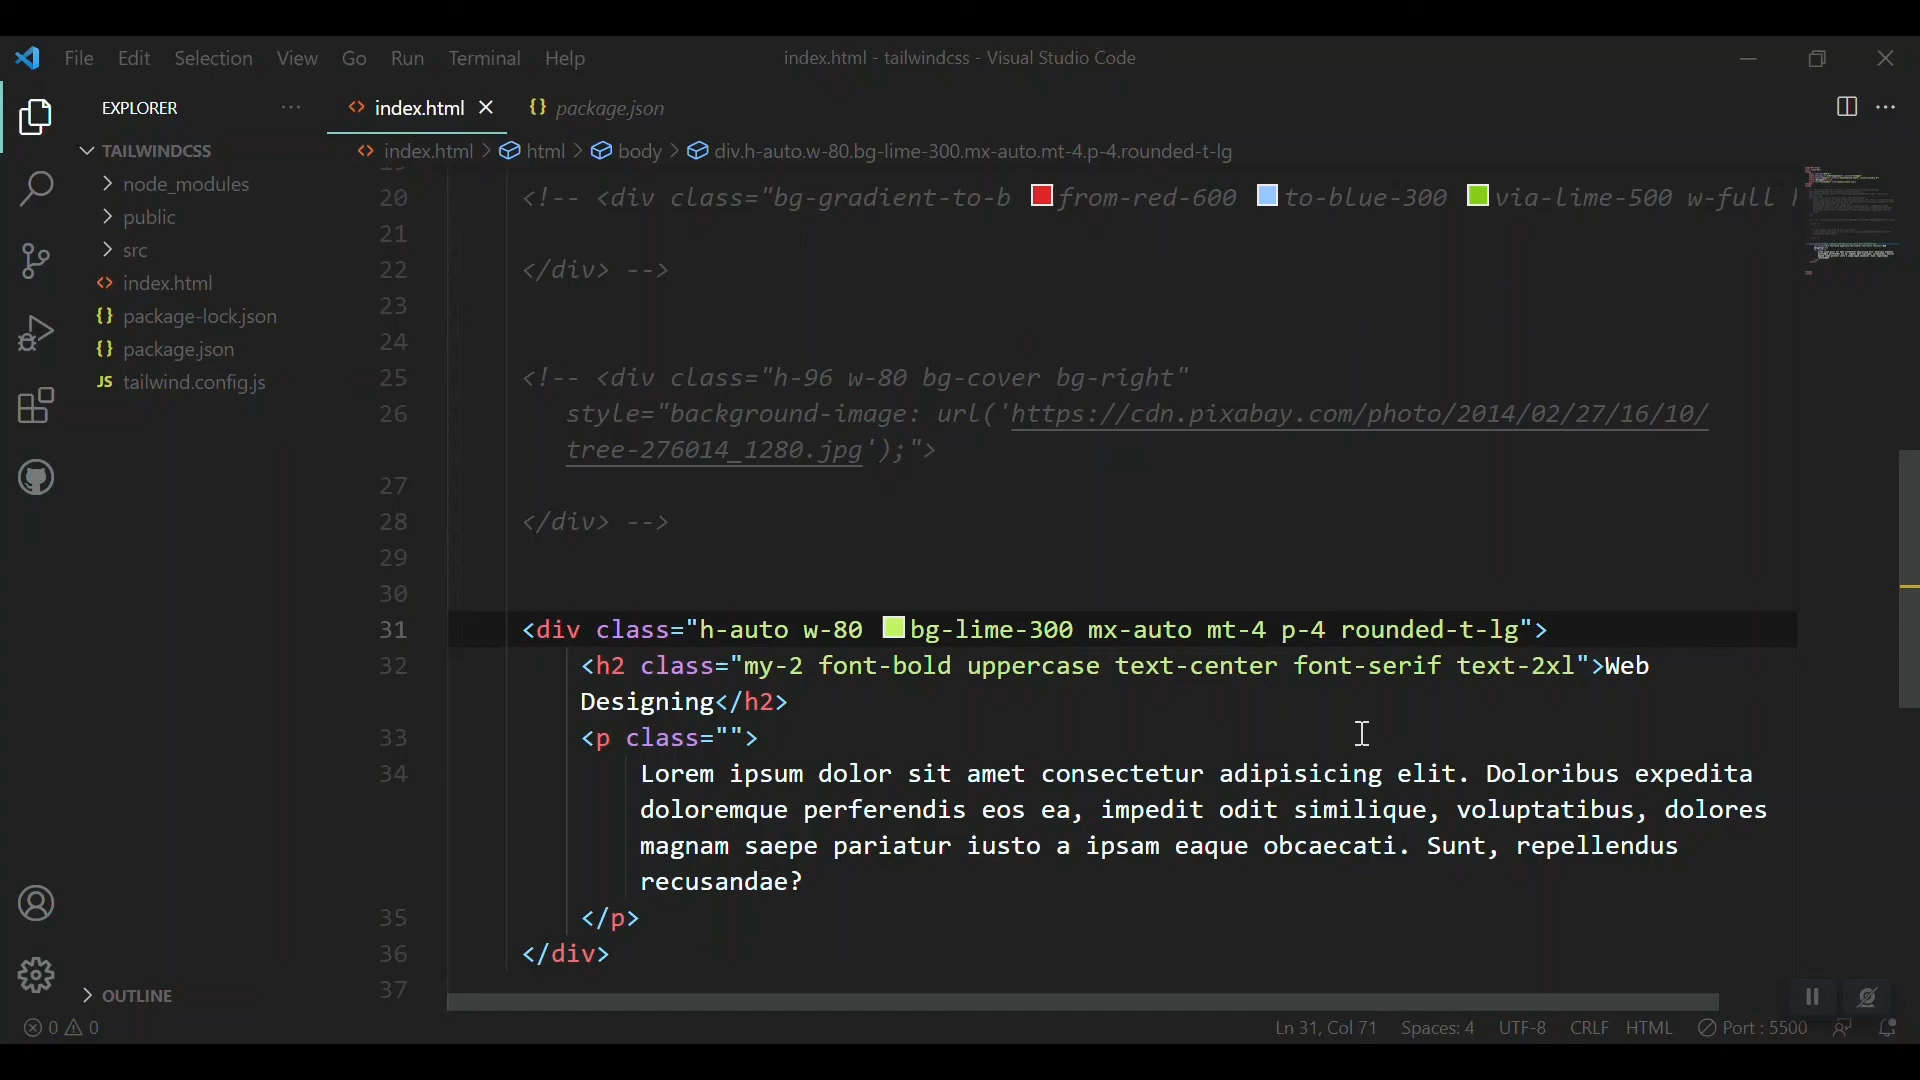 File Edit Selection View Go Run Terminal Help index.html - tailwindcss - Visual Studio Code
EXPLORER ··· <> index.html {} package.json ···
TAILWINDCSS
<> index.html > html > body > div.h-auto.w-80.bg-lime-300.mx-auto.mt-4.p-4.rounded-t-lg
node_modules
public
src
<> index.html
{} package-lock.json
{} package.json
JS tailwind.config.js
20 <!-- <div class="bg-gradient-to-b from-red-600 to-blue-300 via-lime-500 w-full
21
22 </div> -->
23
24
25 <!-- <div class="h-96 w-80 bg-cover bg-right"
26 style="background-image: url('https://cdn.pixabay.com/photo/2014/02/27/16/10/
tree-276014_1280.jpg');">
27
28 </div> -->
29
30
31 <div class="h-auto w-80 bg-lime-300 mx-auto mt-4 p-4 rounded-t-lg">
32 <h2 class="my-2 font-bold uppercase text-center font-serif text-2xl">Web
Designing</h2>
33 <p class="">
34 Lorem ipsum dolor sit amet consectetur adipisicing elit. Doloribus expedita
doloremque perferendis eos ea, impedit odit similique, voluptatibus, dolores
magnam saepe pariatur iusto a ipsam eaque obcaecati. Sunt, repellendus
recusandae?
35 </p>
36 </div>
37
OUTLINE
0 0 Ln 31, Col 71 Spaces: 4 UTF-8 CRLF HTML Port : 5500